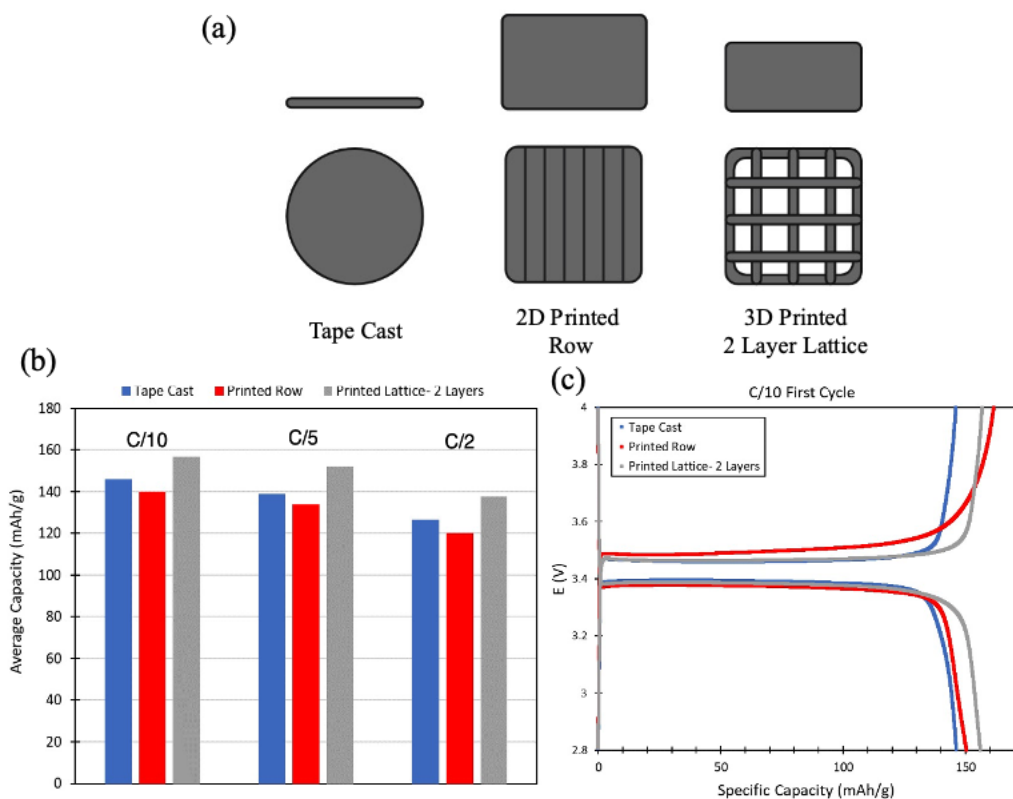 (a)
Tape Cast
2D Printed
Row
3D Printed
2 Layer Lattice
(b)
Tape Cast Printed Row Printed Lattice- 2 Layers
Average Capacity (mAh/g)
180
160
140
120
100
80
60
40
20
0
C/10 C/5 C/2
(c)
C/10 First Cycle
Tape Cast
Printed Row
Printed Lattice- 2 Layers
E (V)
4
3.8
3.6
3.4
3.2
3
2.8
0 50 100 150
Specific Capacity (mAh/g)